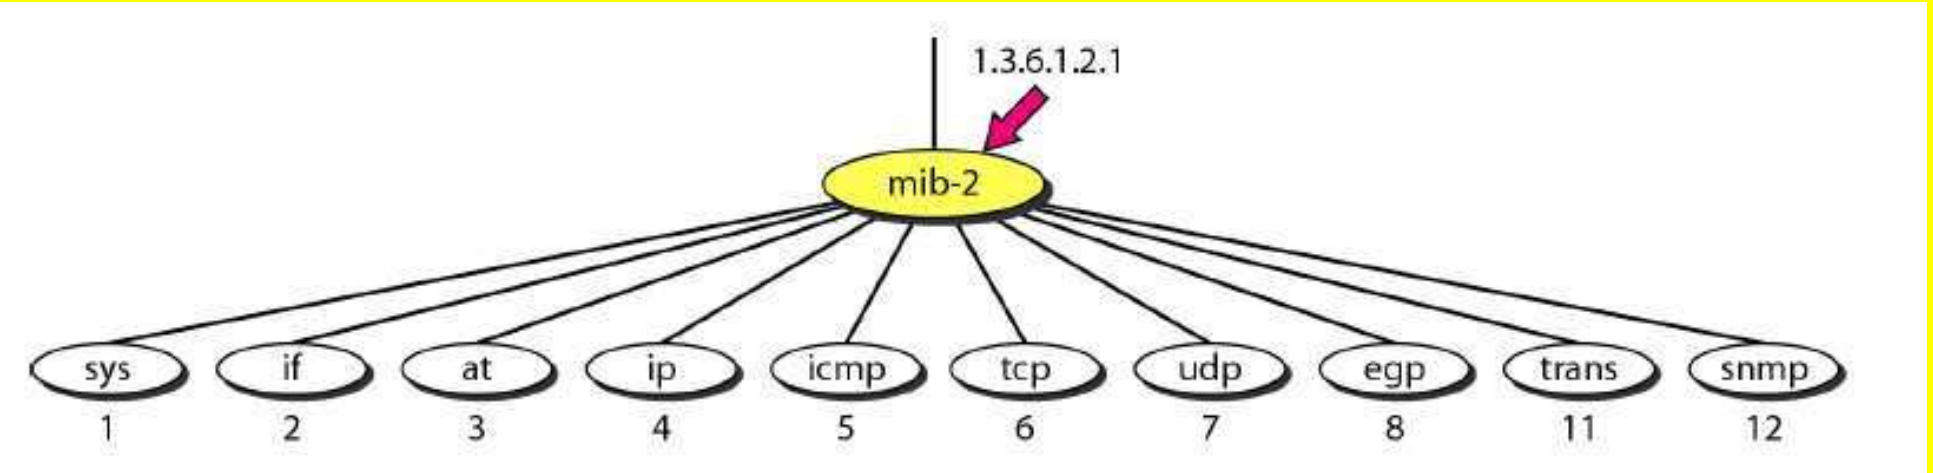 1.3.6.1.2.1
mib-2
sys if at ip icmp tcp udp egp trans snmp
1 2 3 4 5 6 7 8 11 12